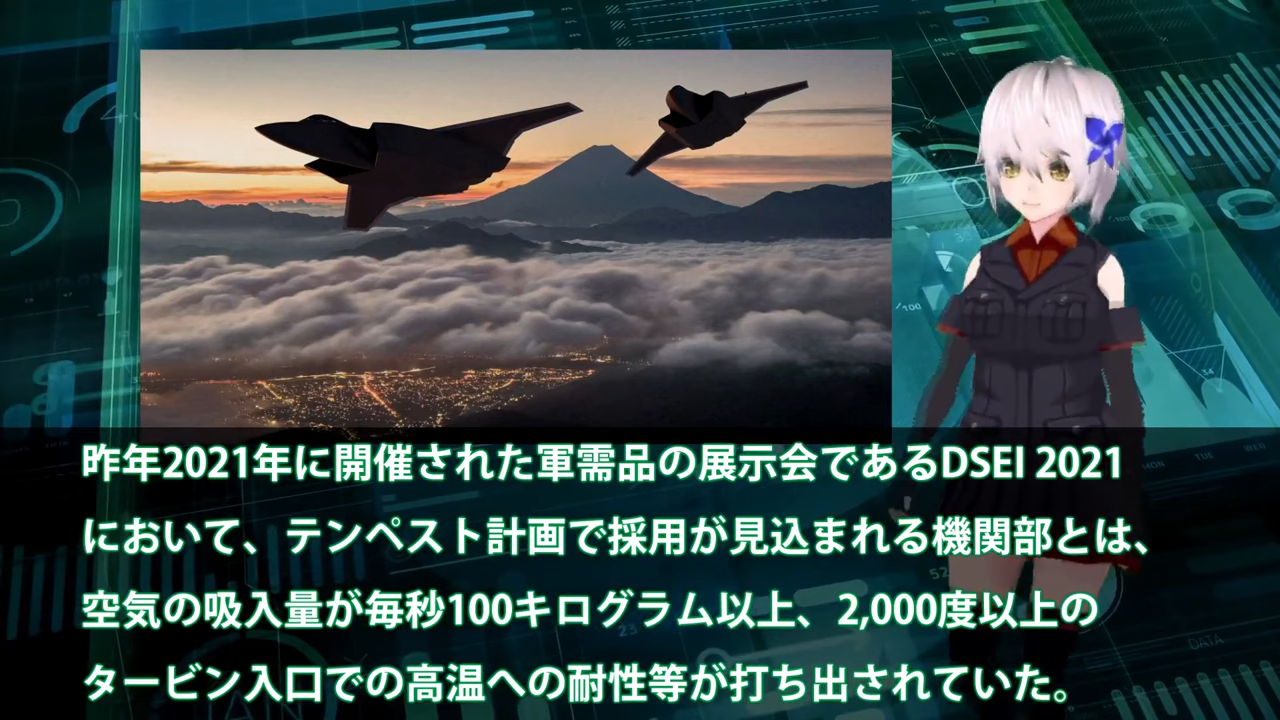 昨年2021年に開催された軍需品の展示会であるDSEI 2021
において、テンペスト計画で採用が見込まれる機関部とは、
空気の吸入量が毎秒100キログラム以上、2,000度以上の
タービン入口での高温への耐性等が打ち出されていた。
MON TUE WED
DATA